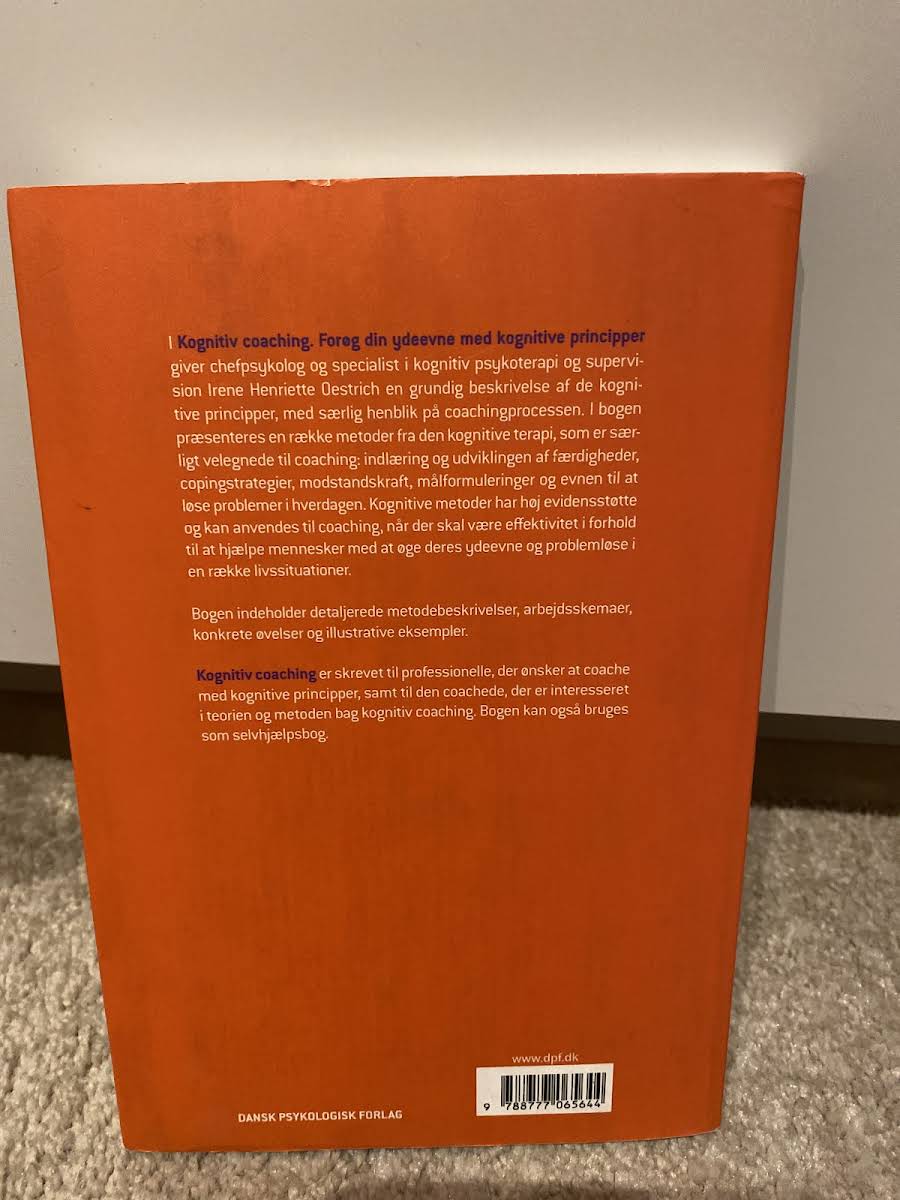 I Kognitiv coaching. Forøg din ydeevne med kognitive principper
giver chefpsykolog og specialist i kognitiv psykoterapi og supervi-
sion Irene Henriette Oestrich en grundig beskrivelse af de kogni-
tive principper, med særlig henblik på coachingprocessen. I bogen
præsenteres en række metoder fra den kognitive terapi, som er sær-
ligt velegnede til coaching: indlæring og udviklingen af færdigheder,
copingstrategier, modstandskraft, målformuleringer og evnen til at
løse problemer i hverdagen. Kognitive metoder har høj evidensstøtte
og kan anvendes til coaching, når der skal være effektivitet i forhold
til at hjælpe mennesker med at øge deres ydeevne og problemløse i
en række livssituationer.
Bogen indeholder detaljerede metodebeskrivelser, arbejdsskemaer,
konkrete øvelser og illustrative eksempler.
Kognitiv coaching er skrevet til professionelle, der ønsker at coache
med kognitive principper, samt til den coachede, der er interesseret
i teorien og metoden bag kognitiv coaching. Bogen kan også bruges
som selvhjælpsbog.
www.dpf.dk
9 788777 065644
DANSK PSYKOLOGISK FORLAG